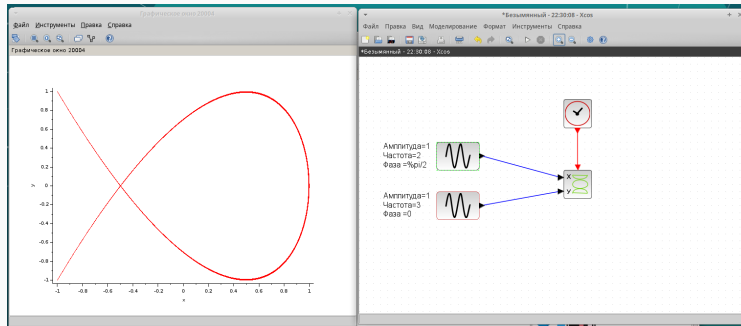 Графическое окно 20004
Файл Инструменты Правка Справка
Графическое окно 20004
1
0.8
0.6
0.4
0.2
0
-0.2
-0.4
-0.6
-0.8
-1
y
-1 -0.8 -0.6 -0.4 -0.2 0 0.2 0.4 0.6 0.8 1
x
*Безымянный - 22:30:08 - Xcos
Файл Правка Вид Моделирование Формат Инструменты Справка
*Безымянный - 22:30:08 - Xcos
Амплитуда=1
Частота=2
Фаза =%pi/2
Амплитуда=1
Частота=3
Фаза =0
X
У